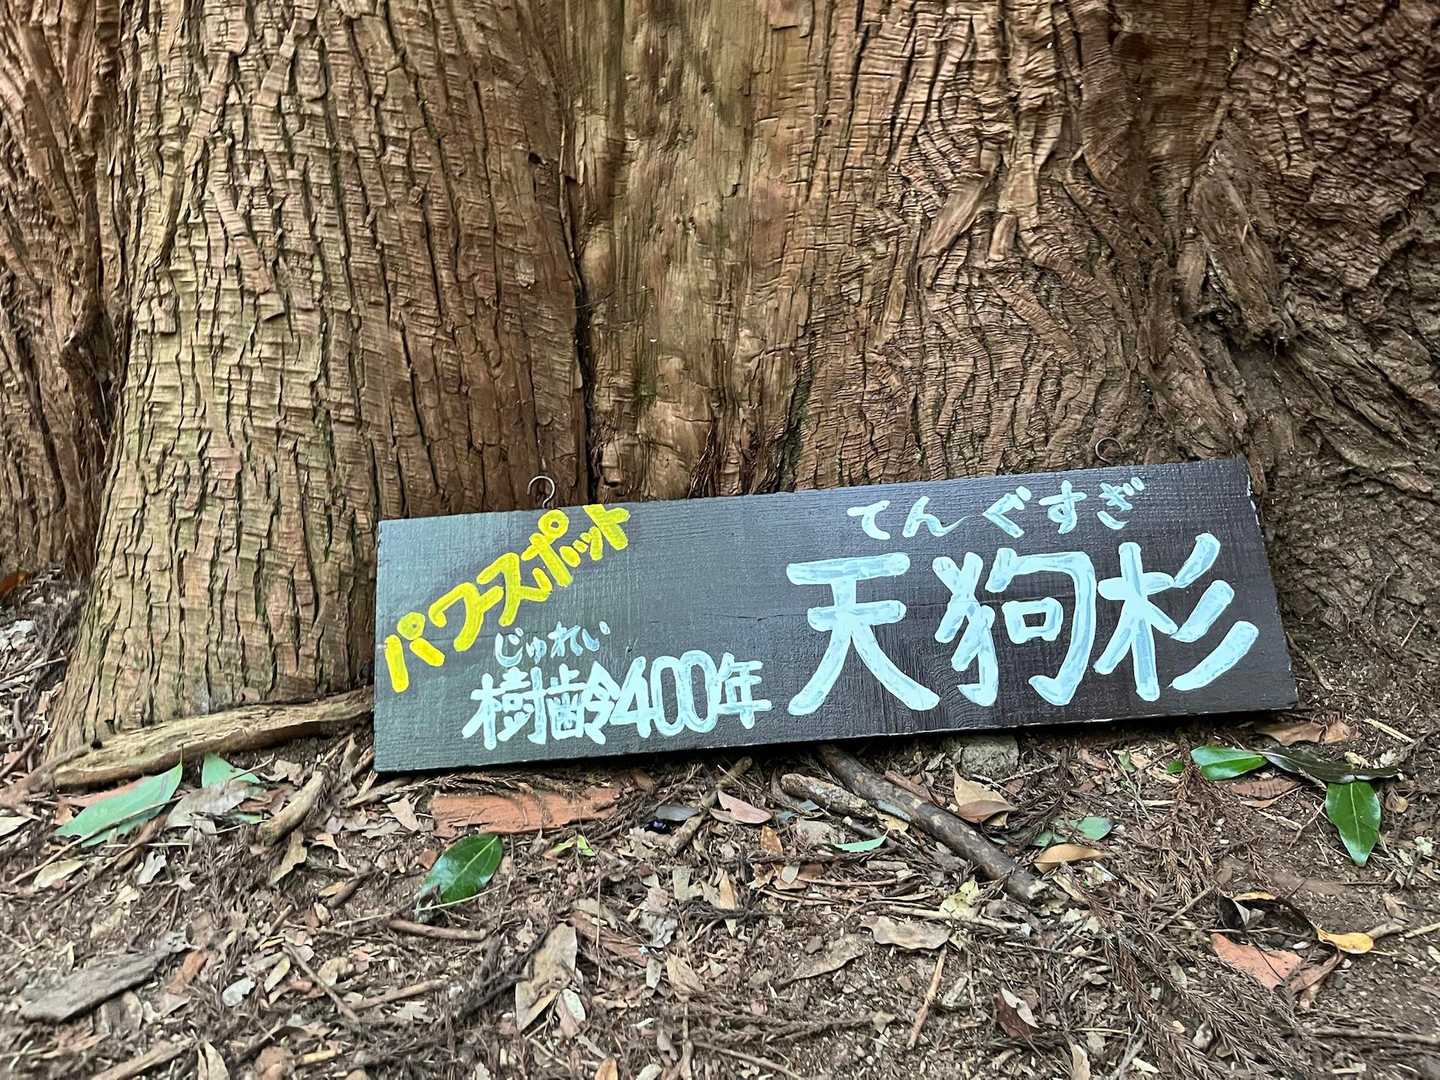 パワースポット
じゅれい
樹齢400年
てんぐすぎ
天狗杉